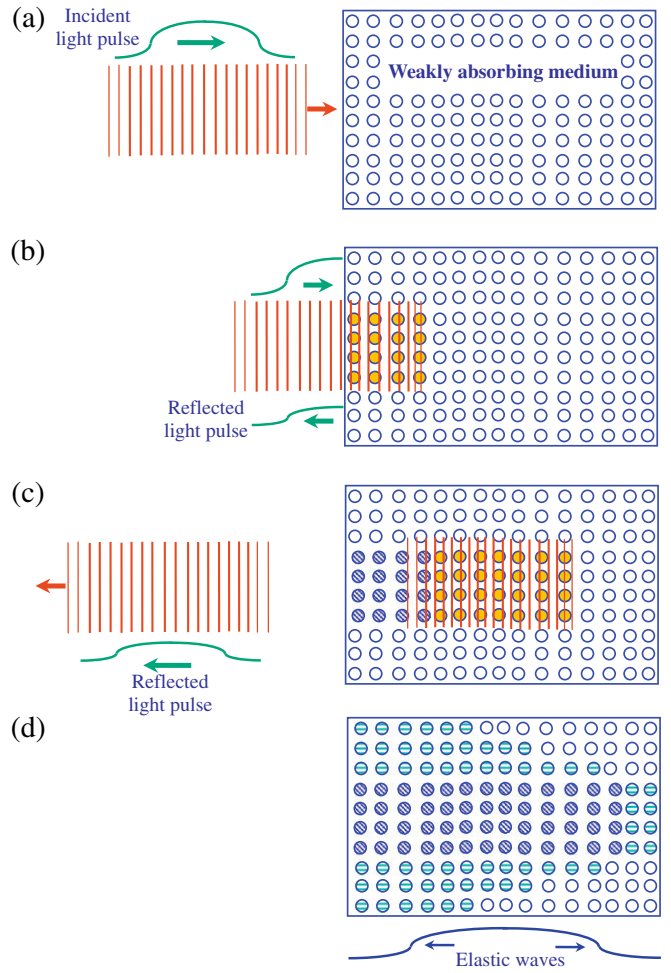 (a)
Incident
light pulse
Weakly absorbing medium
(b)
Reflected
light pulse
(c)
Reflected
light pulse
(d)
Elastic waves